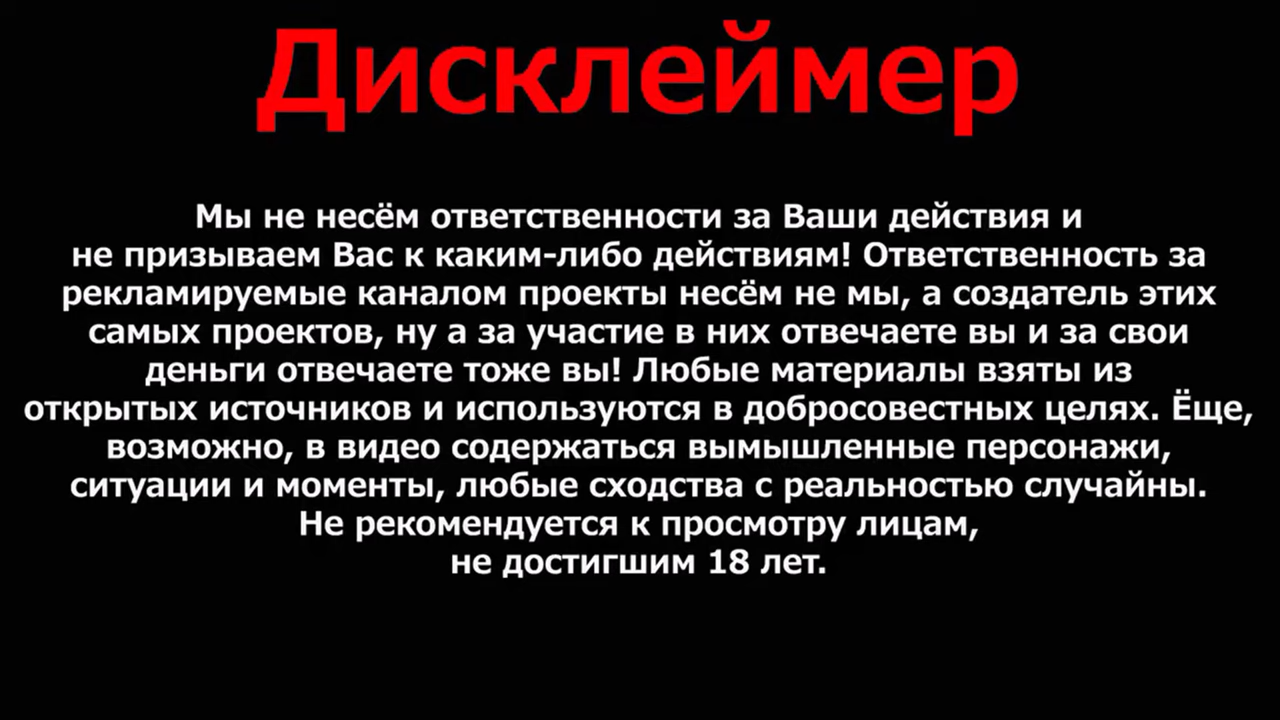 Дисклеймер
Мы не несём ответственности за Ваши действия и
не призываем Вас к каким-либо действиям! Ответственность за
рекламируемые каналом проекты несём не мы, а создатель этих
самых проектов, ну а за участие в них отвечаете вы и за свои
деньги отвечаете тоже вы! Любые материалы взяты из
открытых источников и используются в добросовестных целях. Ёще,
возможно, в видео содержаться вымышленные персонажи,
ситуации и моменты, любые сходства с реальностью случайны.
Не рекомендуется к просмотру лицам,
не достигшим 18 лет.